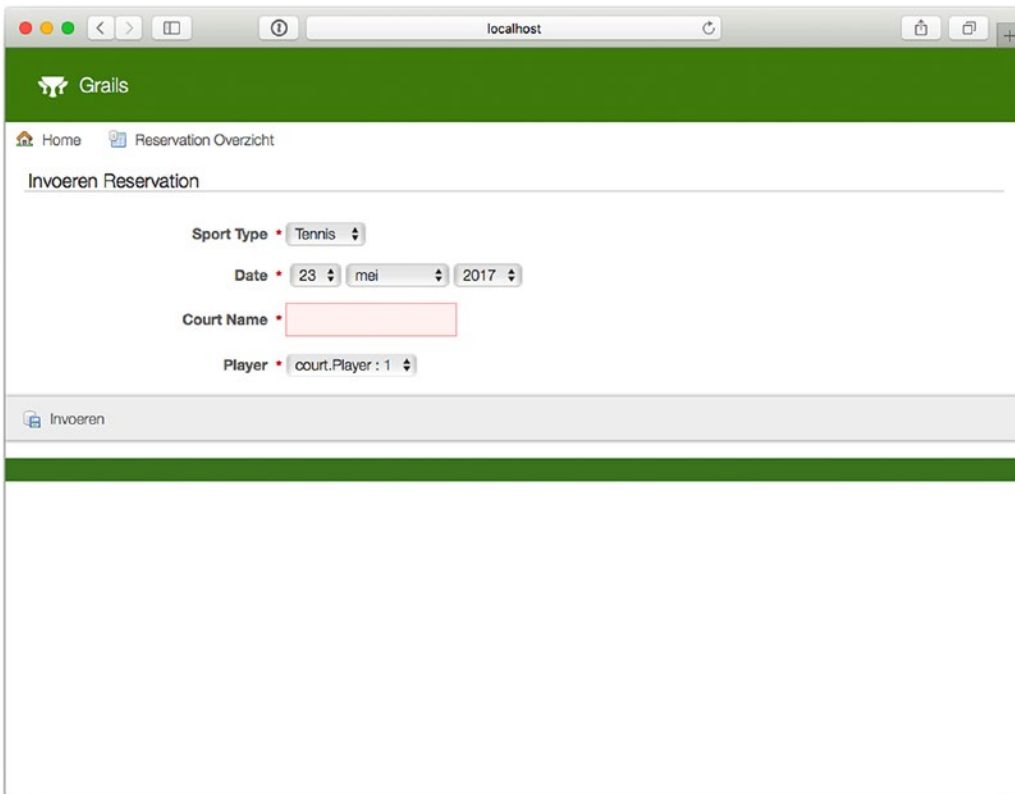 localhost
Grails
Home Reservation Overzicht
Invoeren Reservation
Sport Type * Tennis
Date * 23 mei 2017
Court Name *
Player * court.Player : 1
Invoeren